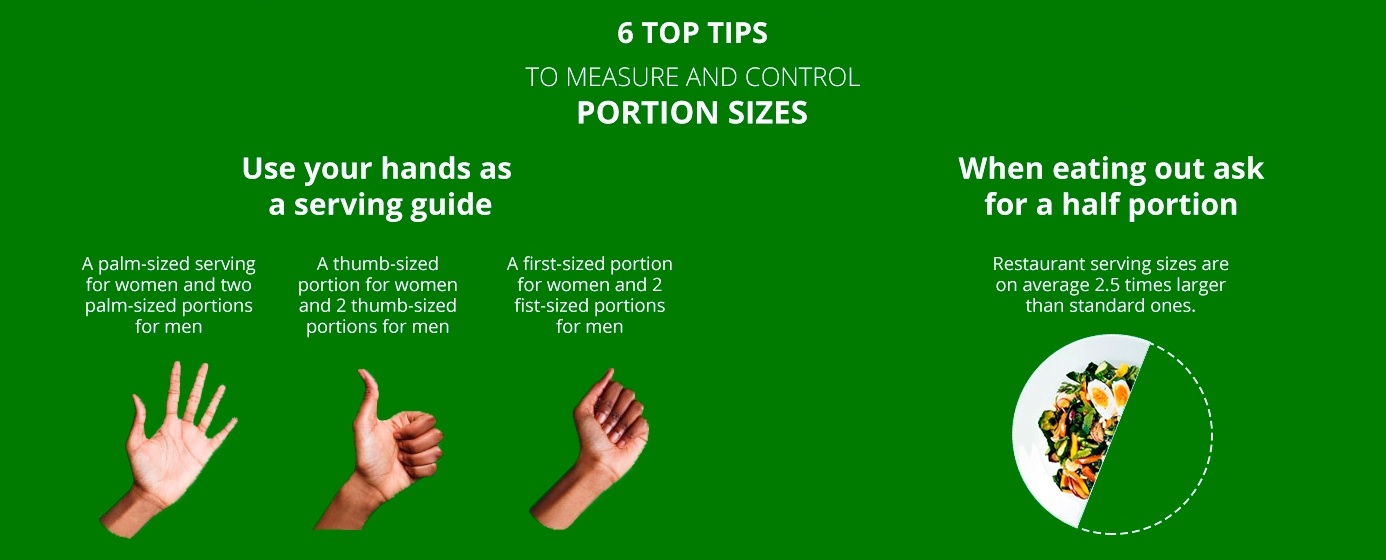 6 TOP TIPS
TO MEASURE AND CONTROL
PORTION SIZES
Use your hands as
a serving guide
A palm-sized serving
for women and two
palm-sized portions
for men
A thumb-sized
portion for women
and 2 thumb-sized
portions for men
A first-sized portion
for women and 2
fist-sized portions
for men
When eating out ask
for a half portion
Restaurant serving sizes are
on average 2.5 times larger
than standard ones.